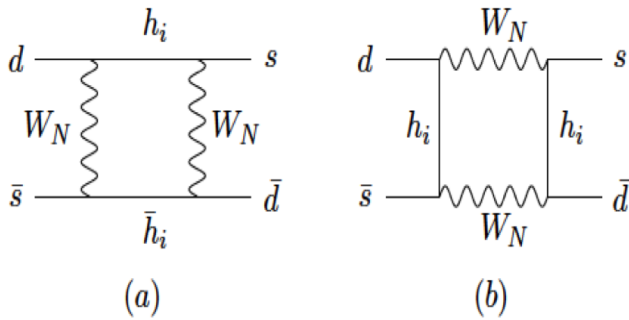 h_i
d s
W_N W_N
s̄ d̄
h̄_i
(a)
W_N
d s
h_i h_i
s̄ d̄
W_N
(b)